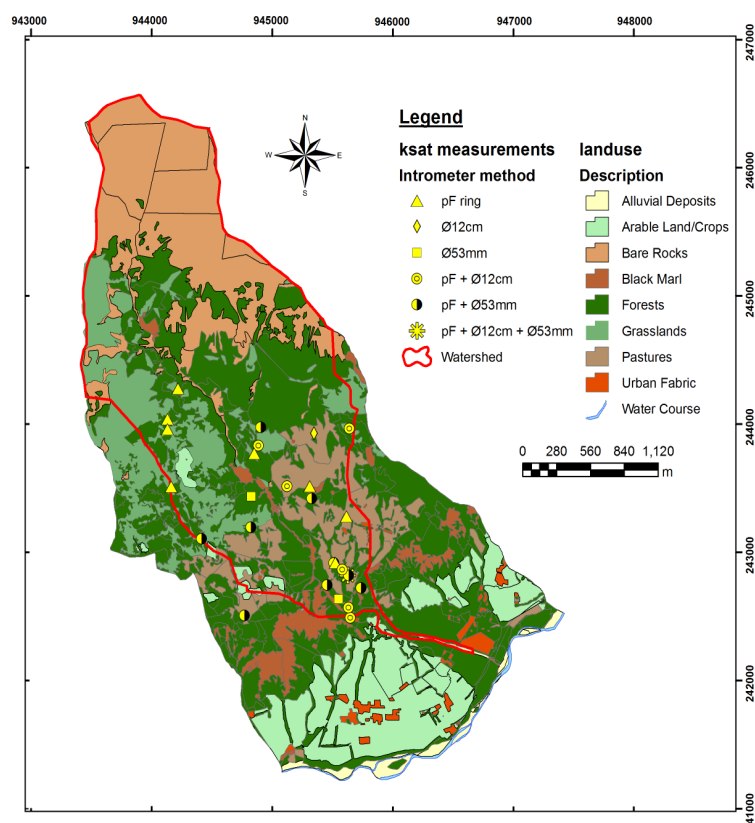 943000 944000 945000 946000 947000 948000
247000
246000
245000
244000
243000
242000
241000
N
W E
S
Legend
ksat measurements
Intrometer method
pF ring
Ø12cm
Ø53mm
pF + Ø12cm
pF + Ø53mm
pF + Ø12cm + Ø53mm
Watershed
landuse
Description
Alluvial Deposits
Arable Land/Crops
Bare Rocks
Black Marl
Forests
Grasslands
Pastures
Urban Fabric
Water Course
0 280 560 840 1,120
m